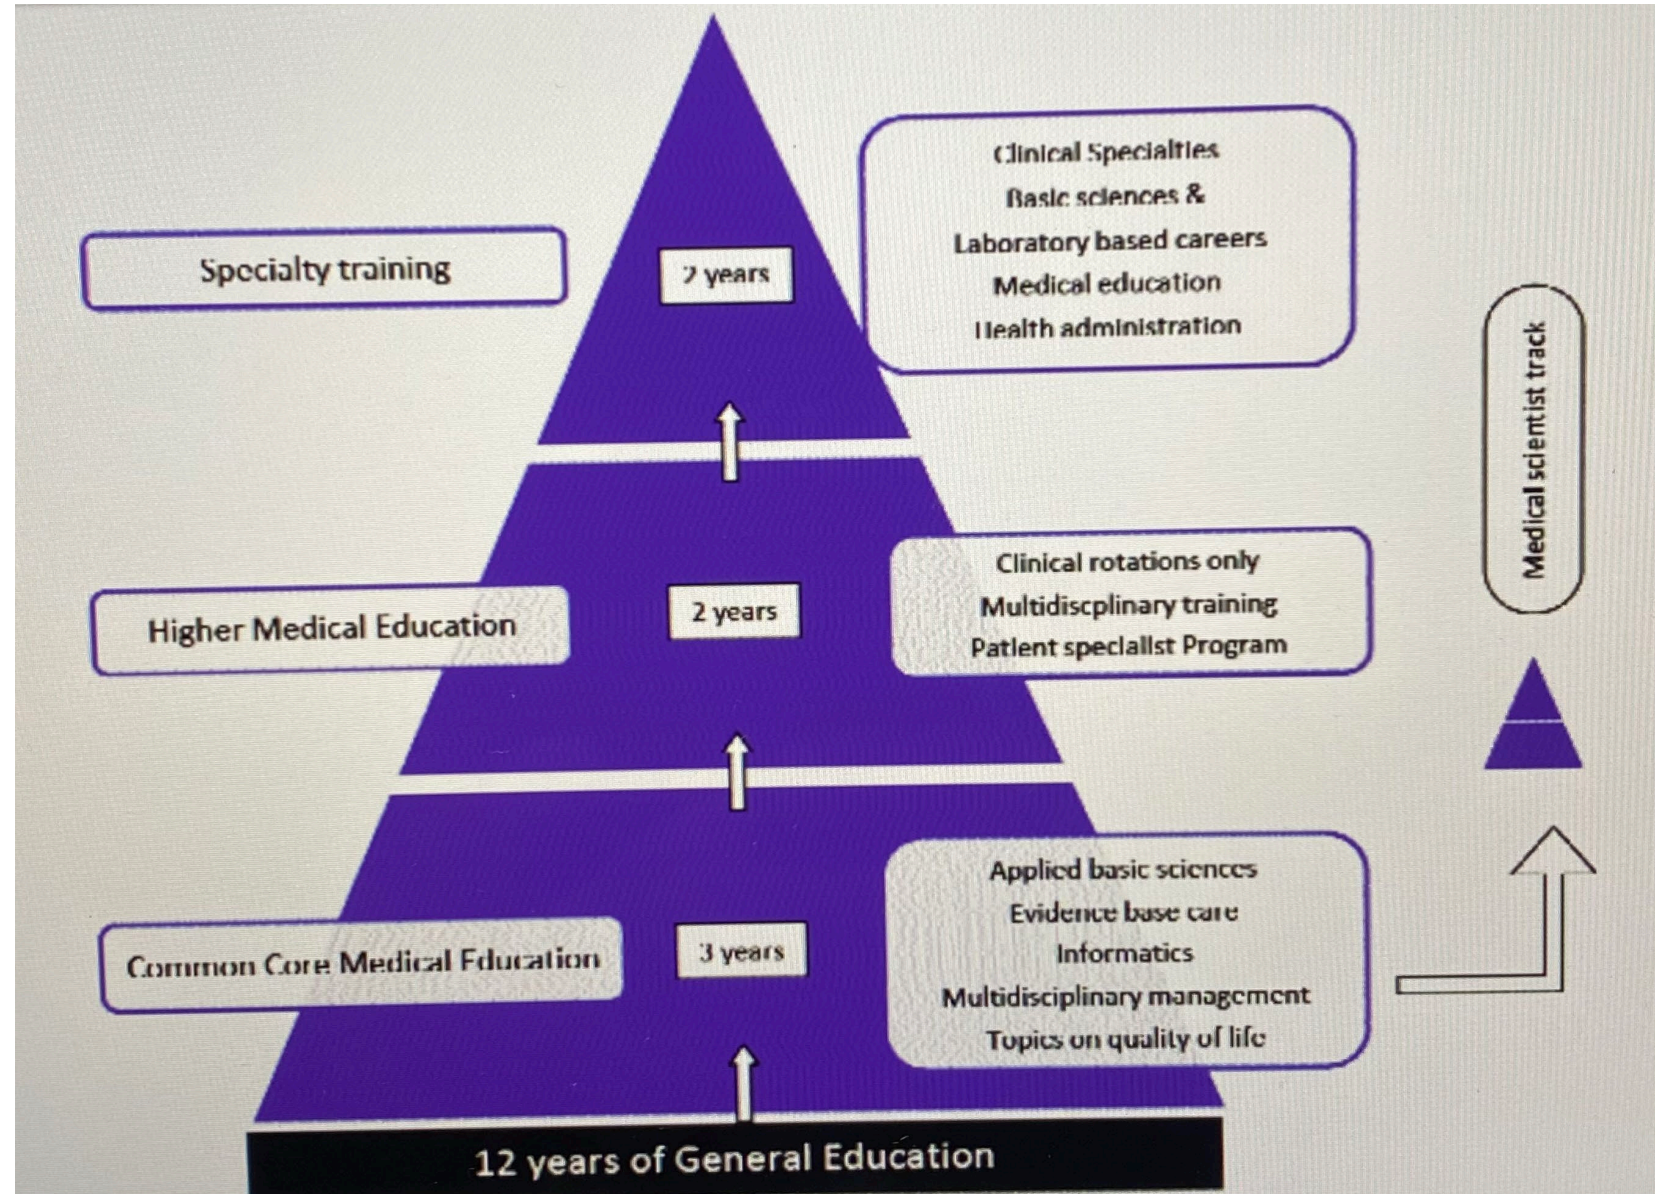 Clinical Specialties
Basic sciences &
Laboratory based careers
Medical education
Health administration
Specialty training
years
Medical scientist track
Clinical rotations only
Multidiscplinary training
Patient specialist Program
Higher Medical Education
2 years
Applied basic sciences
Evidence base care
Informatics
Multidisciplinary management
Topics on quality of life
Common Core Medical Education
3 years
12 years of General Education